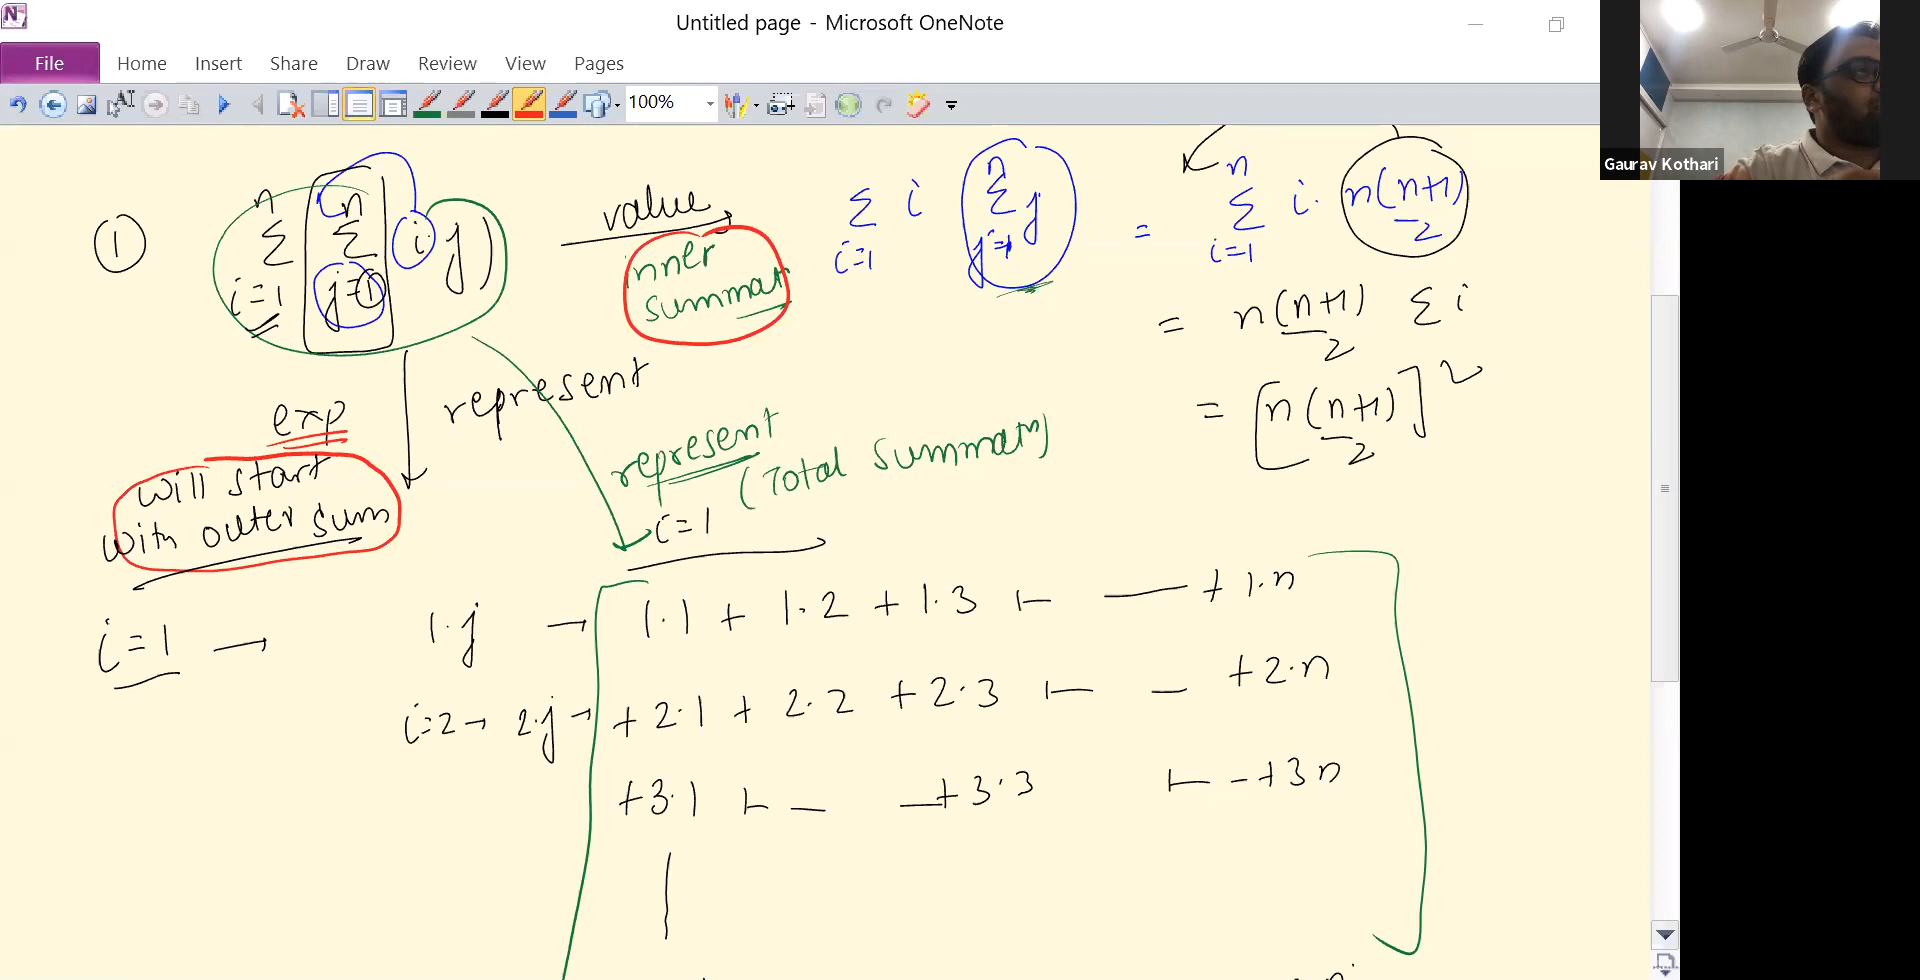 Untitled page - Microsoft OneNote
File Home Insert Share Draw Review View Pages
100%
Gaurav Kothari
① n Σ i=1 n Σ j=1 (i j)
value
inner
summat
n Σ i=1 i n Σ j=1 j = n Σ i=1 i. n(n+1)/2
= n(n+1)/2 Σ i
= [n(n+1)/2]²
exp
represent
will start
with outer sum
represent
(Total summatn)
i=1
i=1 → 1.j → 1.1 + 1.2 + 1.3 + — + 1.n
i=2 → 2.j → + 2.1 + 2.2 + 2.3 + — + 2.n
+3.1 + — — +3.3 + — +3n